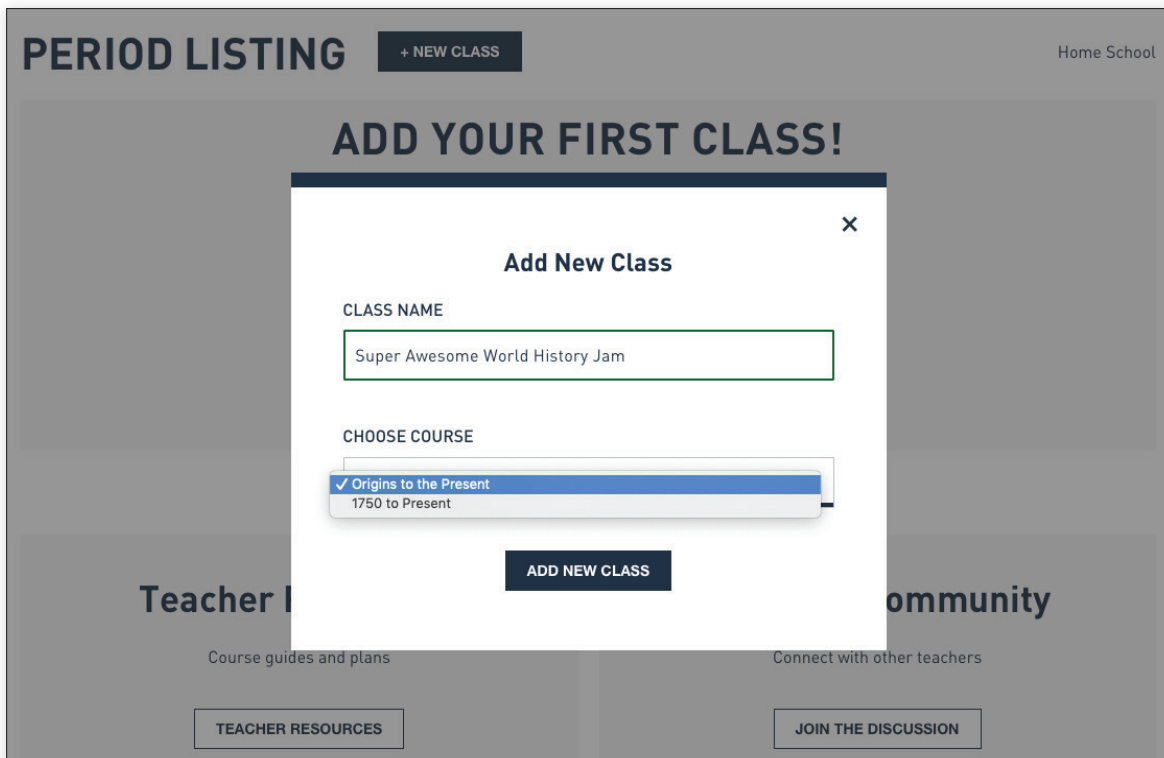 PERIOD LISTING
+ NEW CLASS
Home School
ADD YOUR FIRST CLASS!
×
Add New Class
CLASS NAME
Super Awesome World History Jam
CHOOSE COURSE
✓ Origins to the Present
1750 to Present
ADD NEW CLASS
Teacher
Course guides and plans
TEACHER RESOURCES
ommunity
Connect with other teachers
JOIN THE DISCUSSION